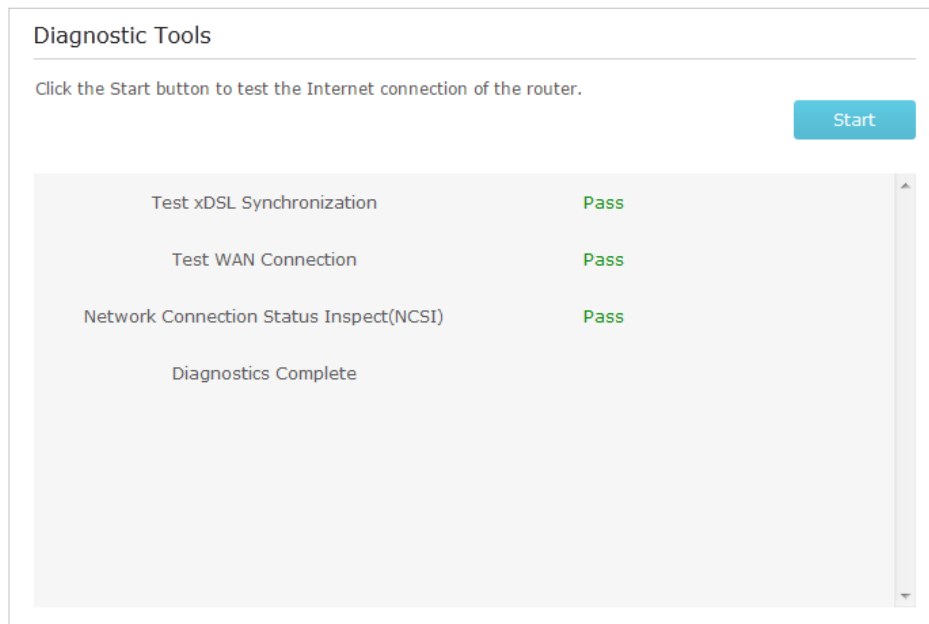 Diagnostic Tools
Click the Start button to test the Internet connection of the router.
Start
Test xDSL Synchronization Pass
Test WAN Connection Pass
Network Connection Status Inspect(NCSI) Pass
Diagnostics Complete